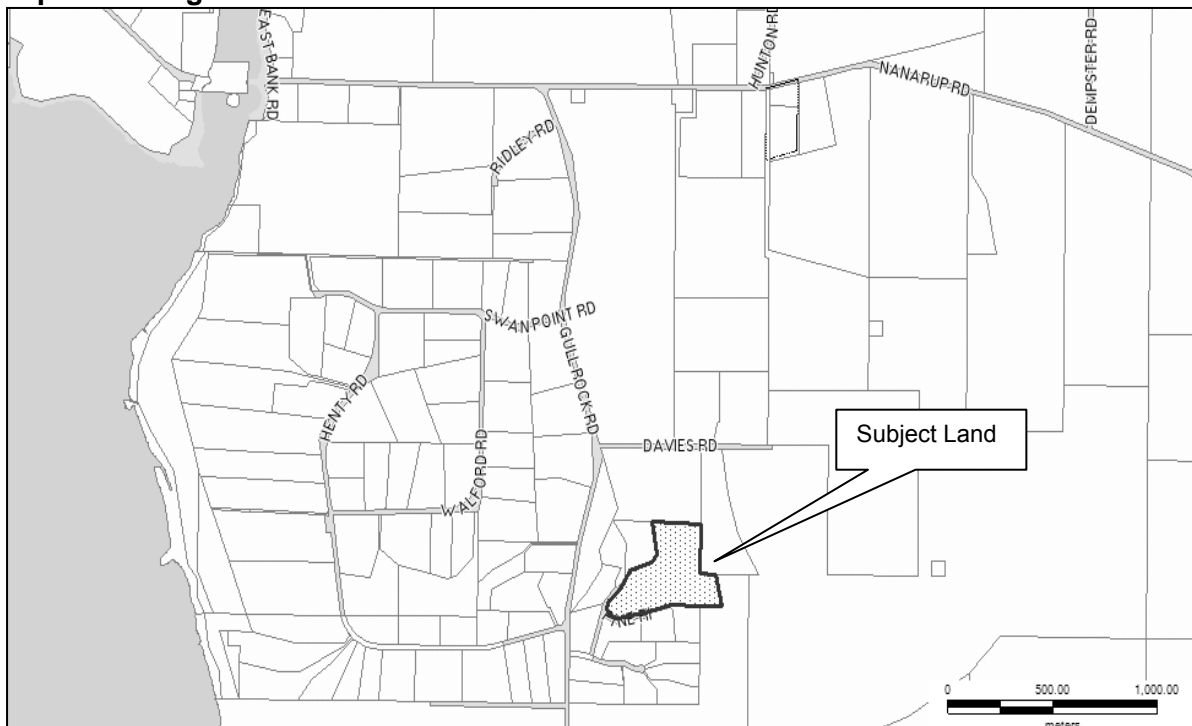 EAST BANK RD
HUNTON RD
DEMPSTER RD
NANARUP RD
RIDLEY RD
SWAN POINT RD
GULL ROCK RD
HENTY RD
DAVIES RD
Subject Land
WALFORD RD
0 500.00 1,000.00
meters